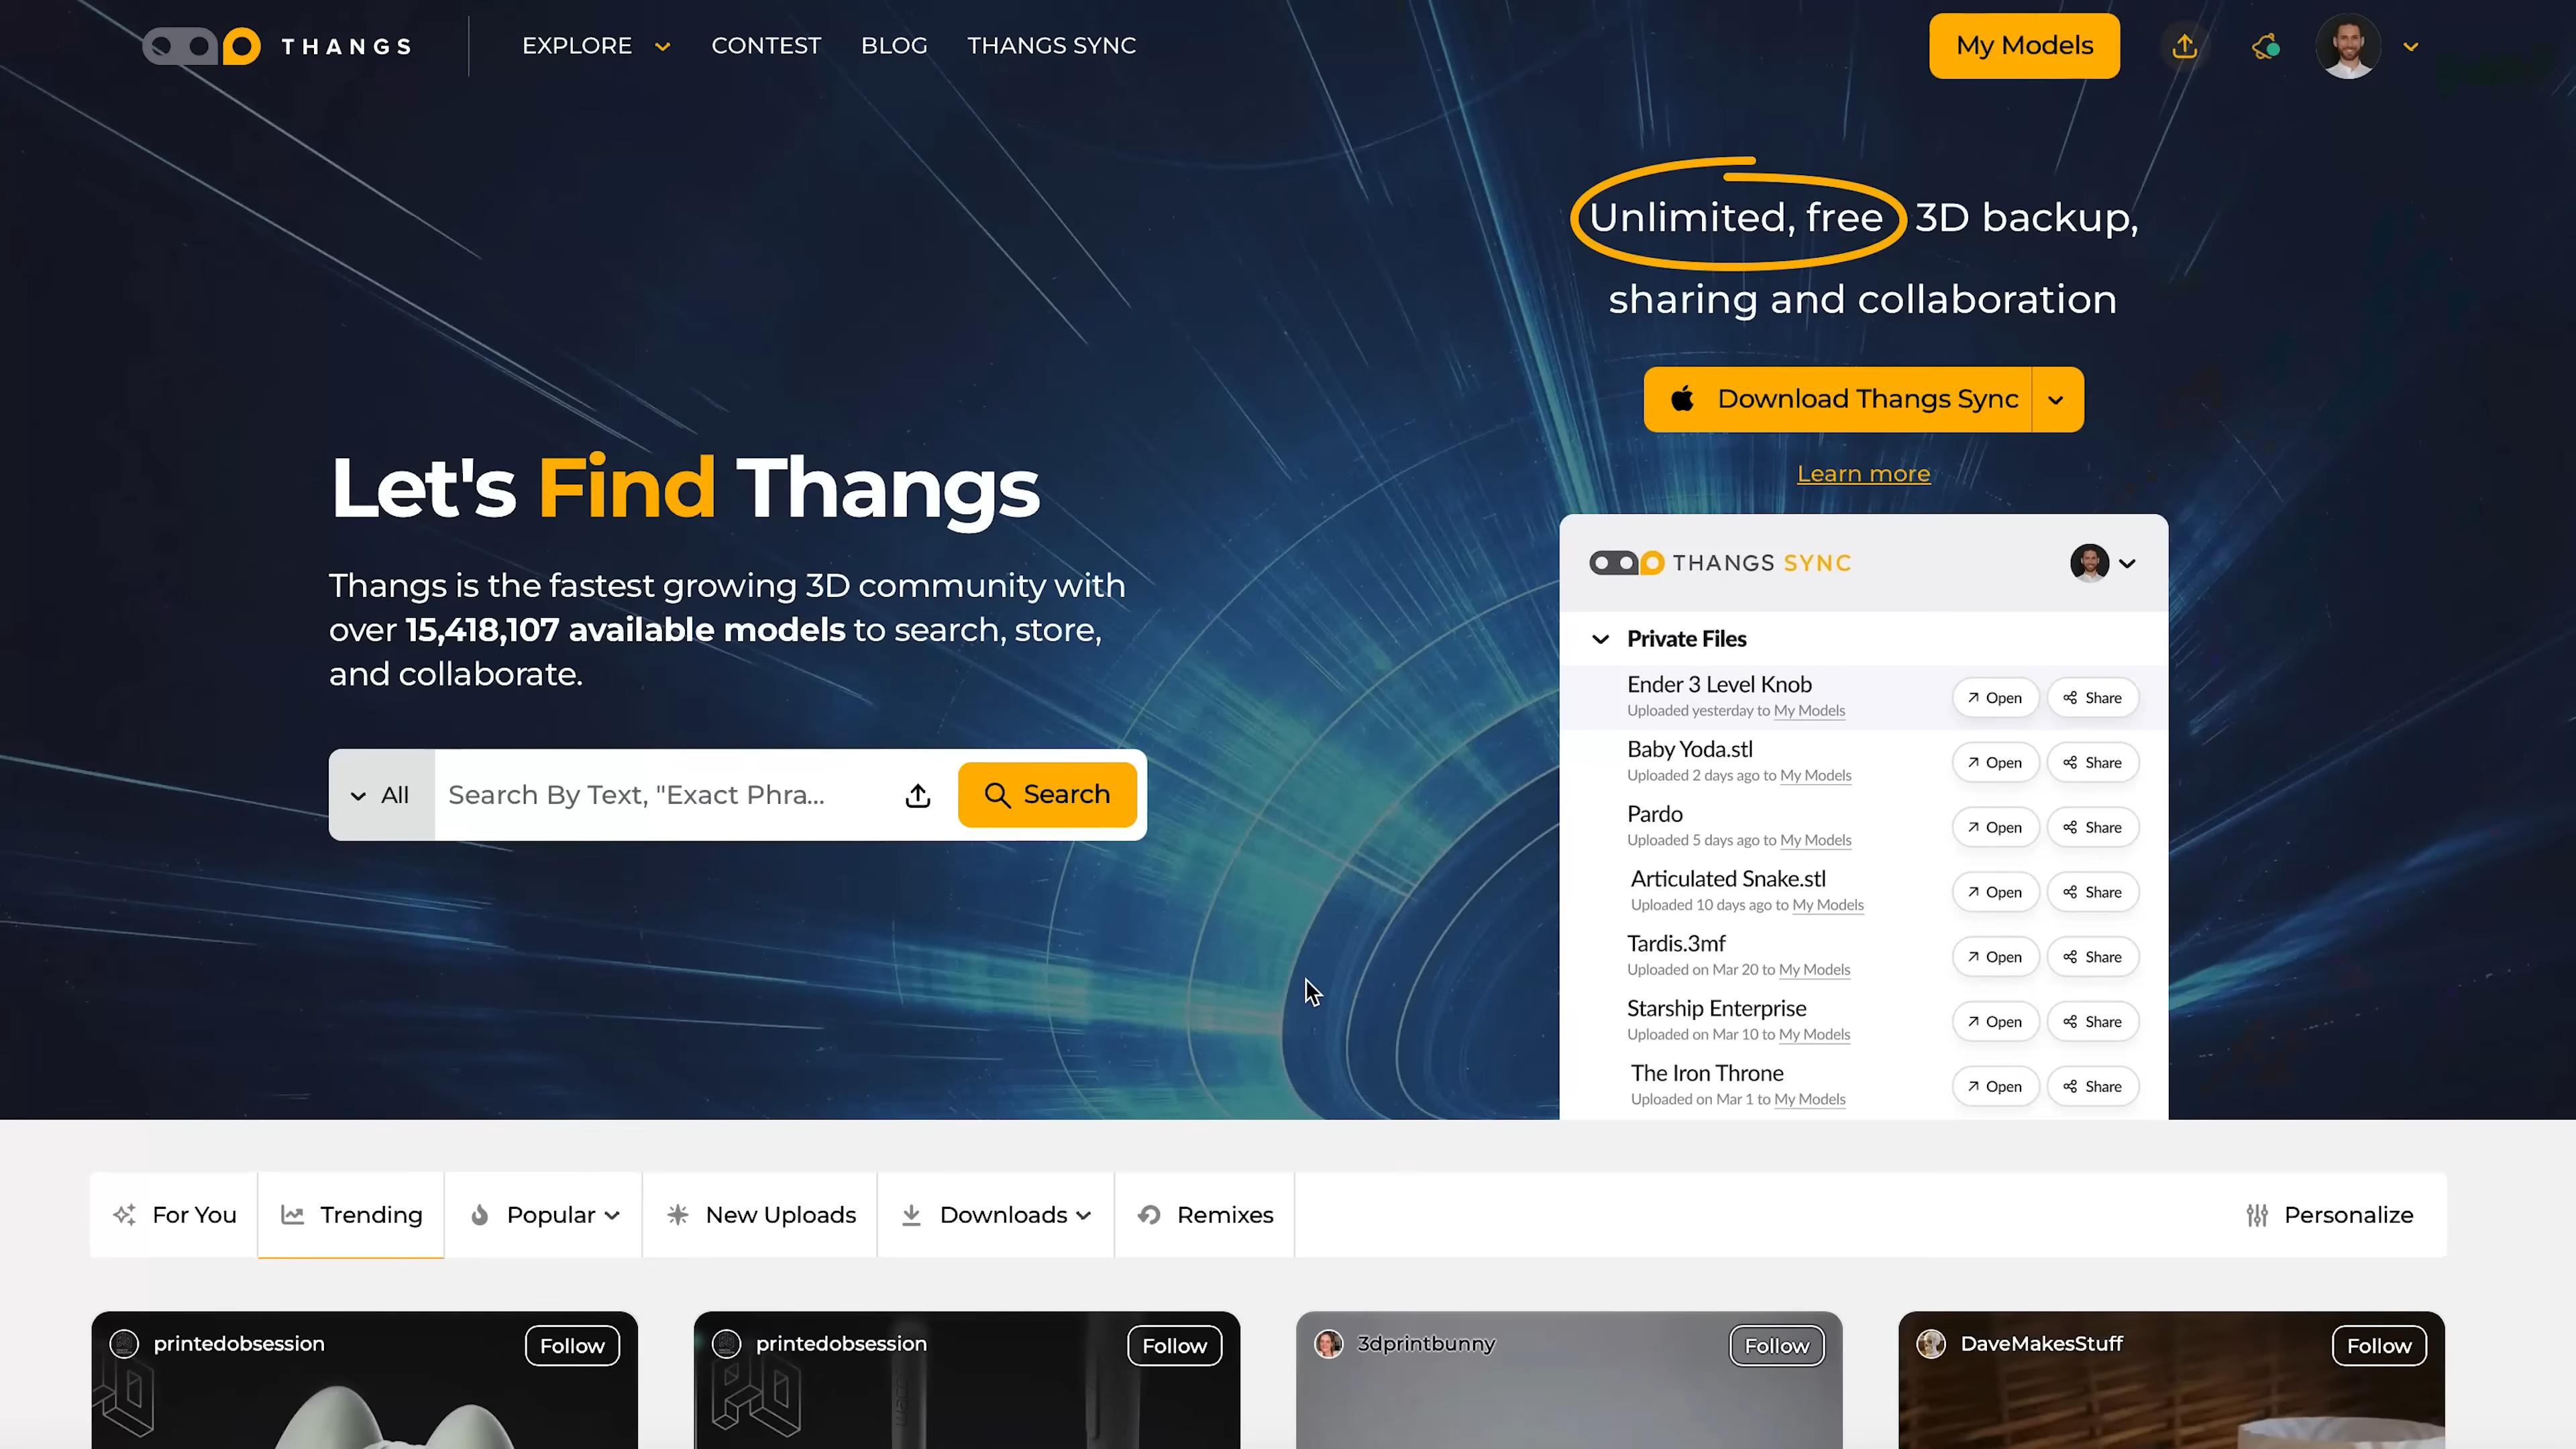 THANGS
EXPLORE
CONTEST
BLOG
THANGS SYNC
My Models
Unlimited, free 3D backup,
sharing and collaboration
Download Thangs Sync
Learn more
Let's Find Thangs
Thangs is the fastest growing 3D community with
over 15,418,107 available models to search, store,
and collaborate.
All
Search By Text, "Exact Phra...
Search
THANGS SYNC
Private Files
Ender 3 Level Knob
Uploaded yesterday to My Models
Open
Share
Baby Yoda.stl
Uploaded 2 days ago to My Models
Open
Share
Pardo
Uploaded 5 days ago to My Models
Open
Share
Articulated Snake.stl
Uploaded 10 days ago to My Models
Open
Share
Tardis.3mf
Uploaded on Mar 20 to My Models
Open
Share
Starship Enterprise
Uploaded on Mar 10 to My Models
Open
Share
The Iron Throne
Uploaded on Mar 1 to My Models
Open
Share
For You
Trending
Popular
New Uploads
Downloads
Remixes
Personalize
printedobsession
Follow
printedobsession
Follow
3dprintbunny
Follow
DaveMakesStuff
Follow